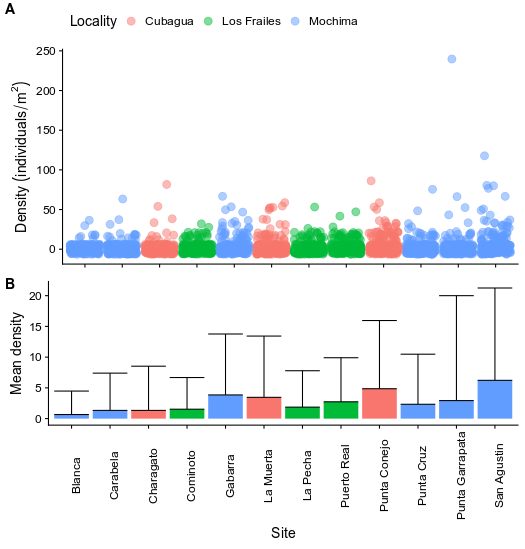 A
Locality Cubagua Los Frailes Mochima
Density (individuals/m²)
250
200
150
100
50
0
B
Mean density
20
15
10
5
0
Blanca Carabela Charagato Cominoto Gabarra La Muerta La Pecha Puerto Real Punta Conejo Punta Cruz Punta Garrapata San Agustin
Site